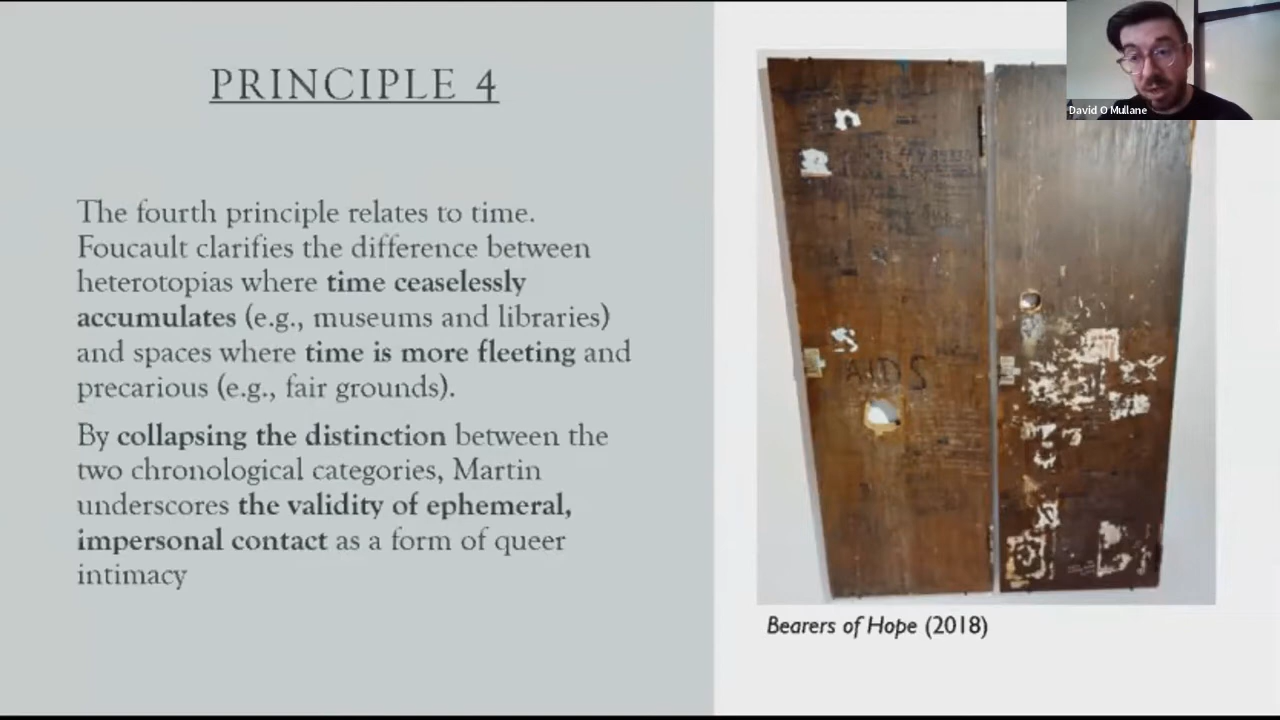 PRINCIPLE 4
The fourth principle relates to time.
Foucault clarifies the difference between
heterotopias where time ceaselessly
accumulates (e.g., museums and libraries)
and spaces where time is more fleeting and
precarious (e.g., fair grounds).
By collapsing the distinction between the
two chronological categories, Martin
underscores the validity of ephemeral,
impersonal contact as a form of queer
intimacy
David O Mullane
AIDS
Bearers of Hope (2018)